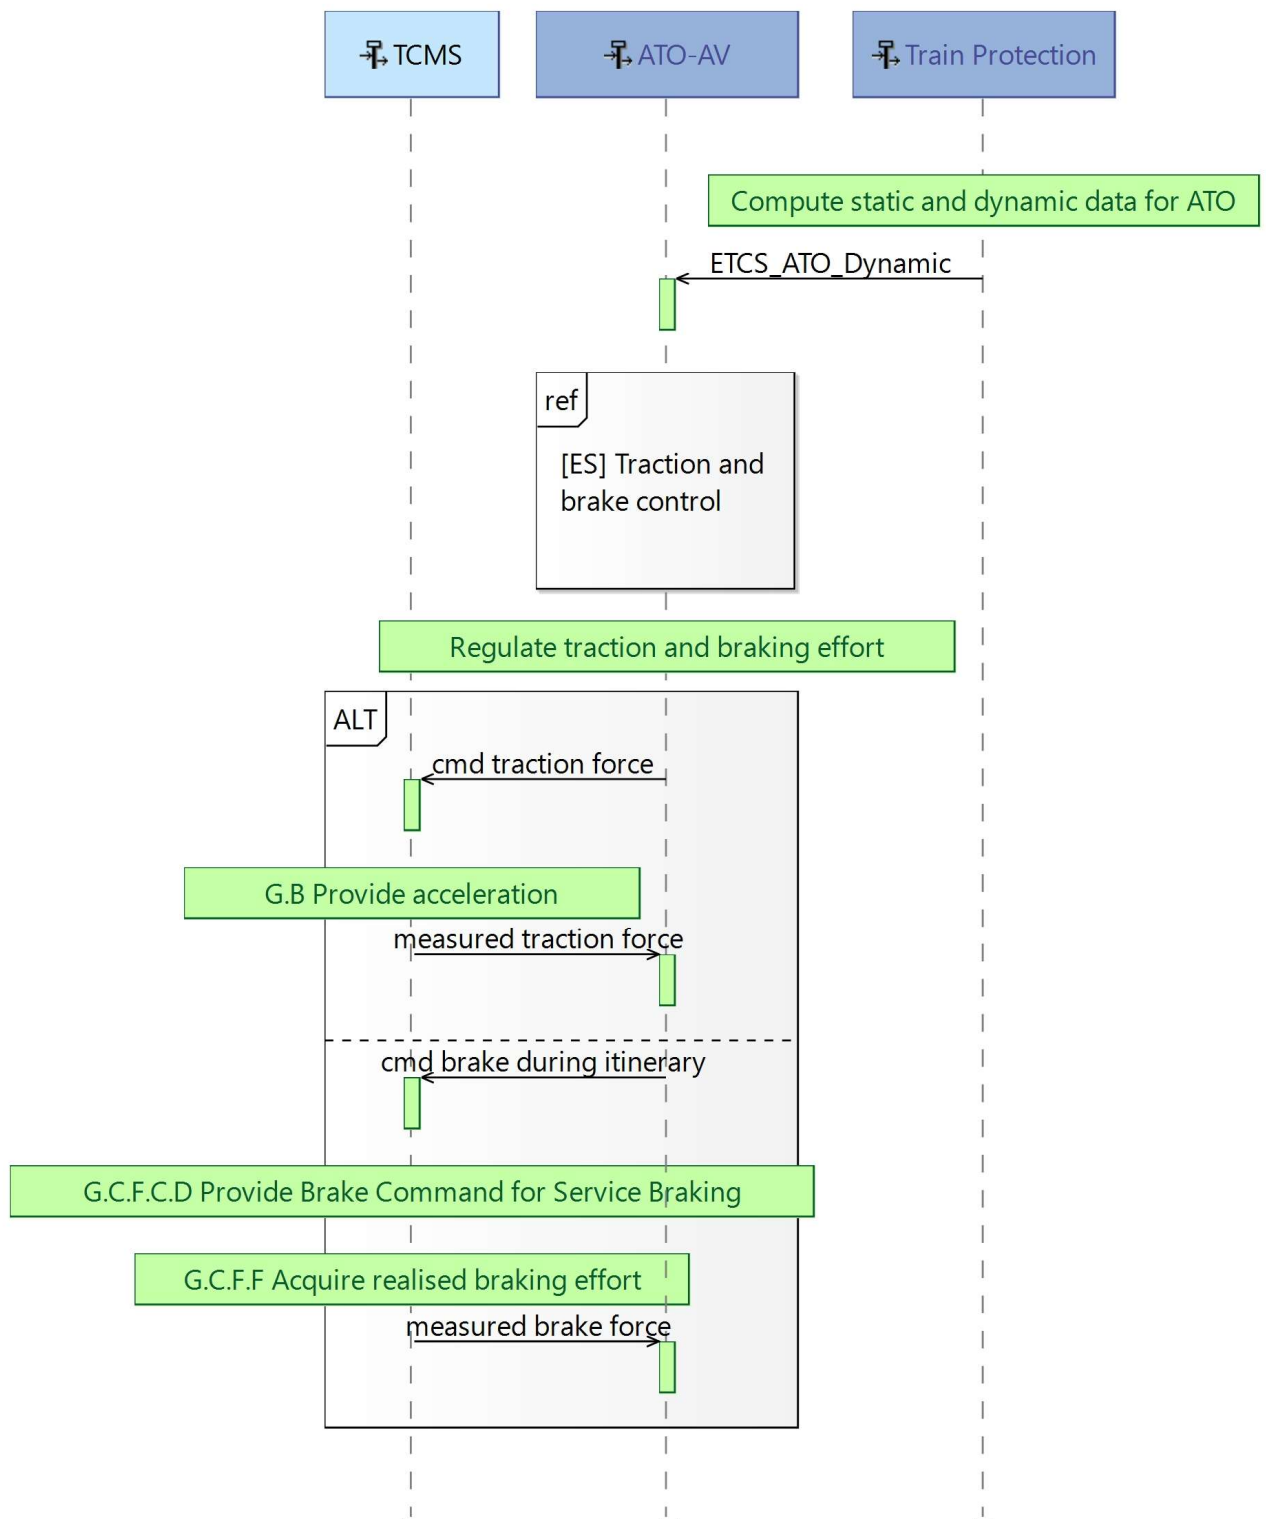 TCMS
ATO-AV
Train Protection
Compute static and dynamic data for ATO
ETCS_ATO_Dynamic
ref
[ES] Traction and
brake control
Regulate traction and braking effort
ALT
cmd traction force
G.B Provide acceleration
measured traction force
cmd brake during itinerary
G.C.F.C.D Provide Brake Command for Service Braking
G.C.F.F Acquire realised braking effort
measured brake force